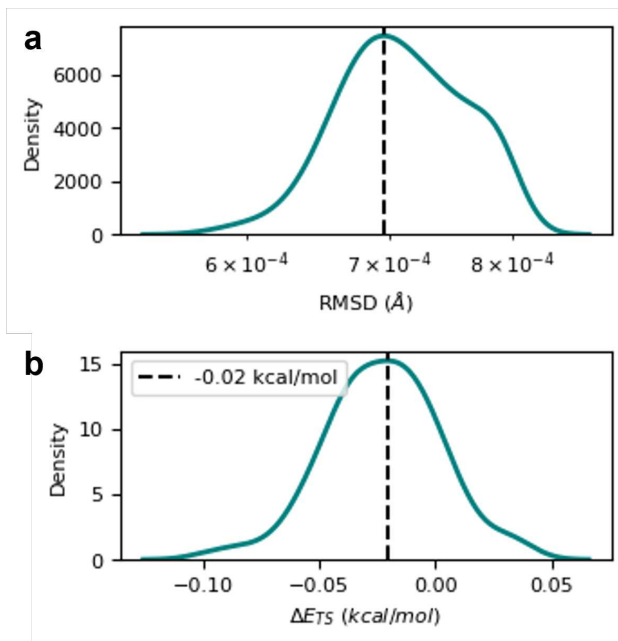 a
6000
4000
2000
0
Density
6 × 10⁻⁴ 7 × 10⁻⁴ 8 × 10⁻⁴
RMSD (Å)
b
-0.02 kcal/mol
15
10
5
0
Density
−0.10 −0.05 0.00 0.05
ΔE_TS (kcal/mol)